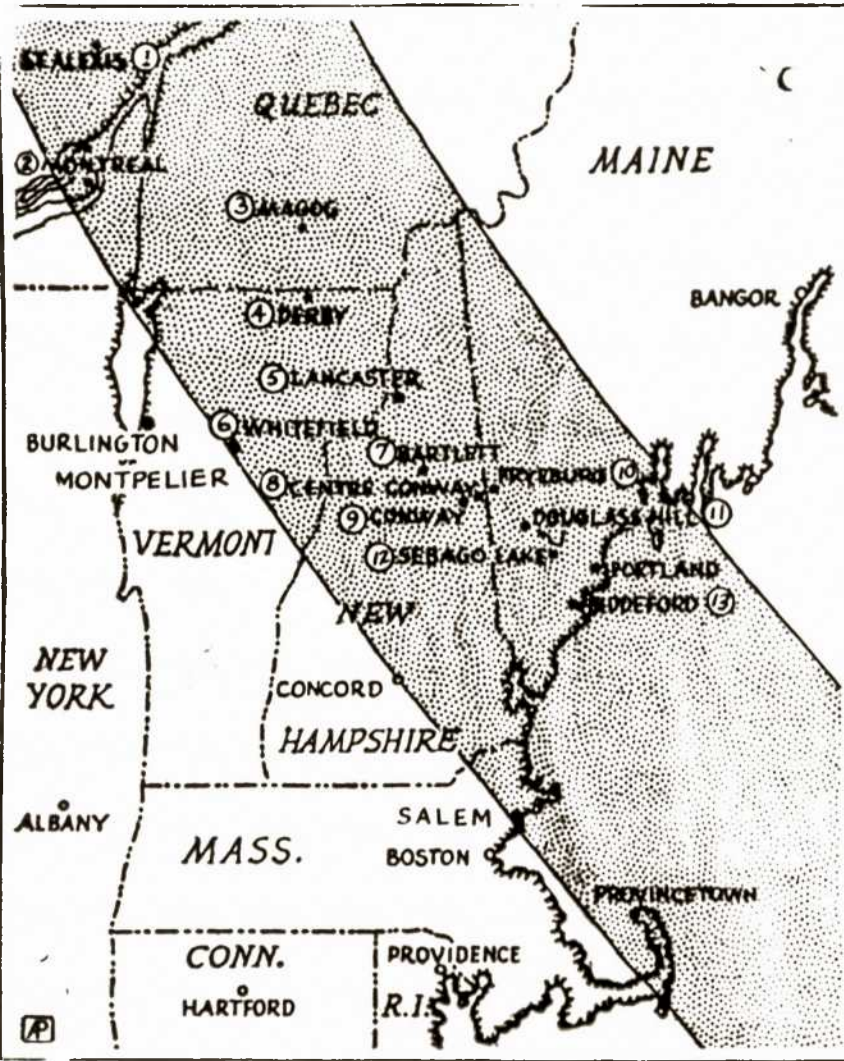 ST. ALEXIS ①
QUEBEC
MAINE
② MONTREAL
③ MAGOG
BANGOR
④ DERBY
⑤ LANCASTER
⑥ WHITEFIELD
BURLINGTON
⑦ BARTLETT
MONTPELIER
FRYEBURG ⑩
⑧ CENTRE CONWAY
⑨ CONWAY
DOUGLASS HILL ⑪
VERMONT
⑫ SEBAGO LAKE
PORTLAND
BIDDEFORD ⑬
NEW
HAMPSHIRE
NEW
YORK
CONCORD
ALBANY
SALEM
MASS.
BOSTON
PROVINCETOWN
CONN.
PROVIDENCE
HARTFORD
R.I.
AP